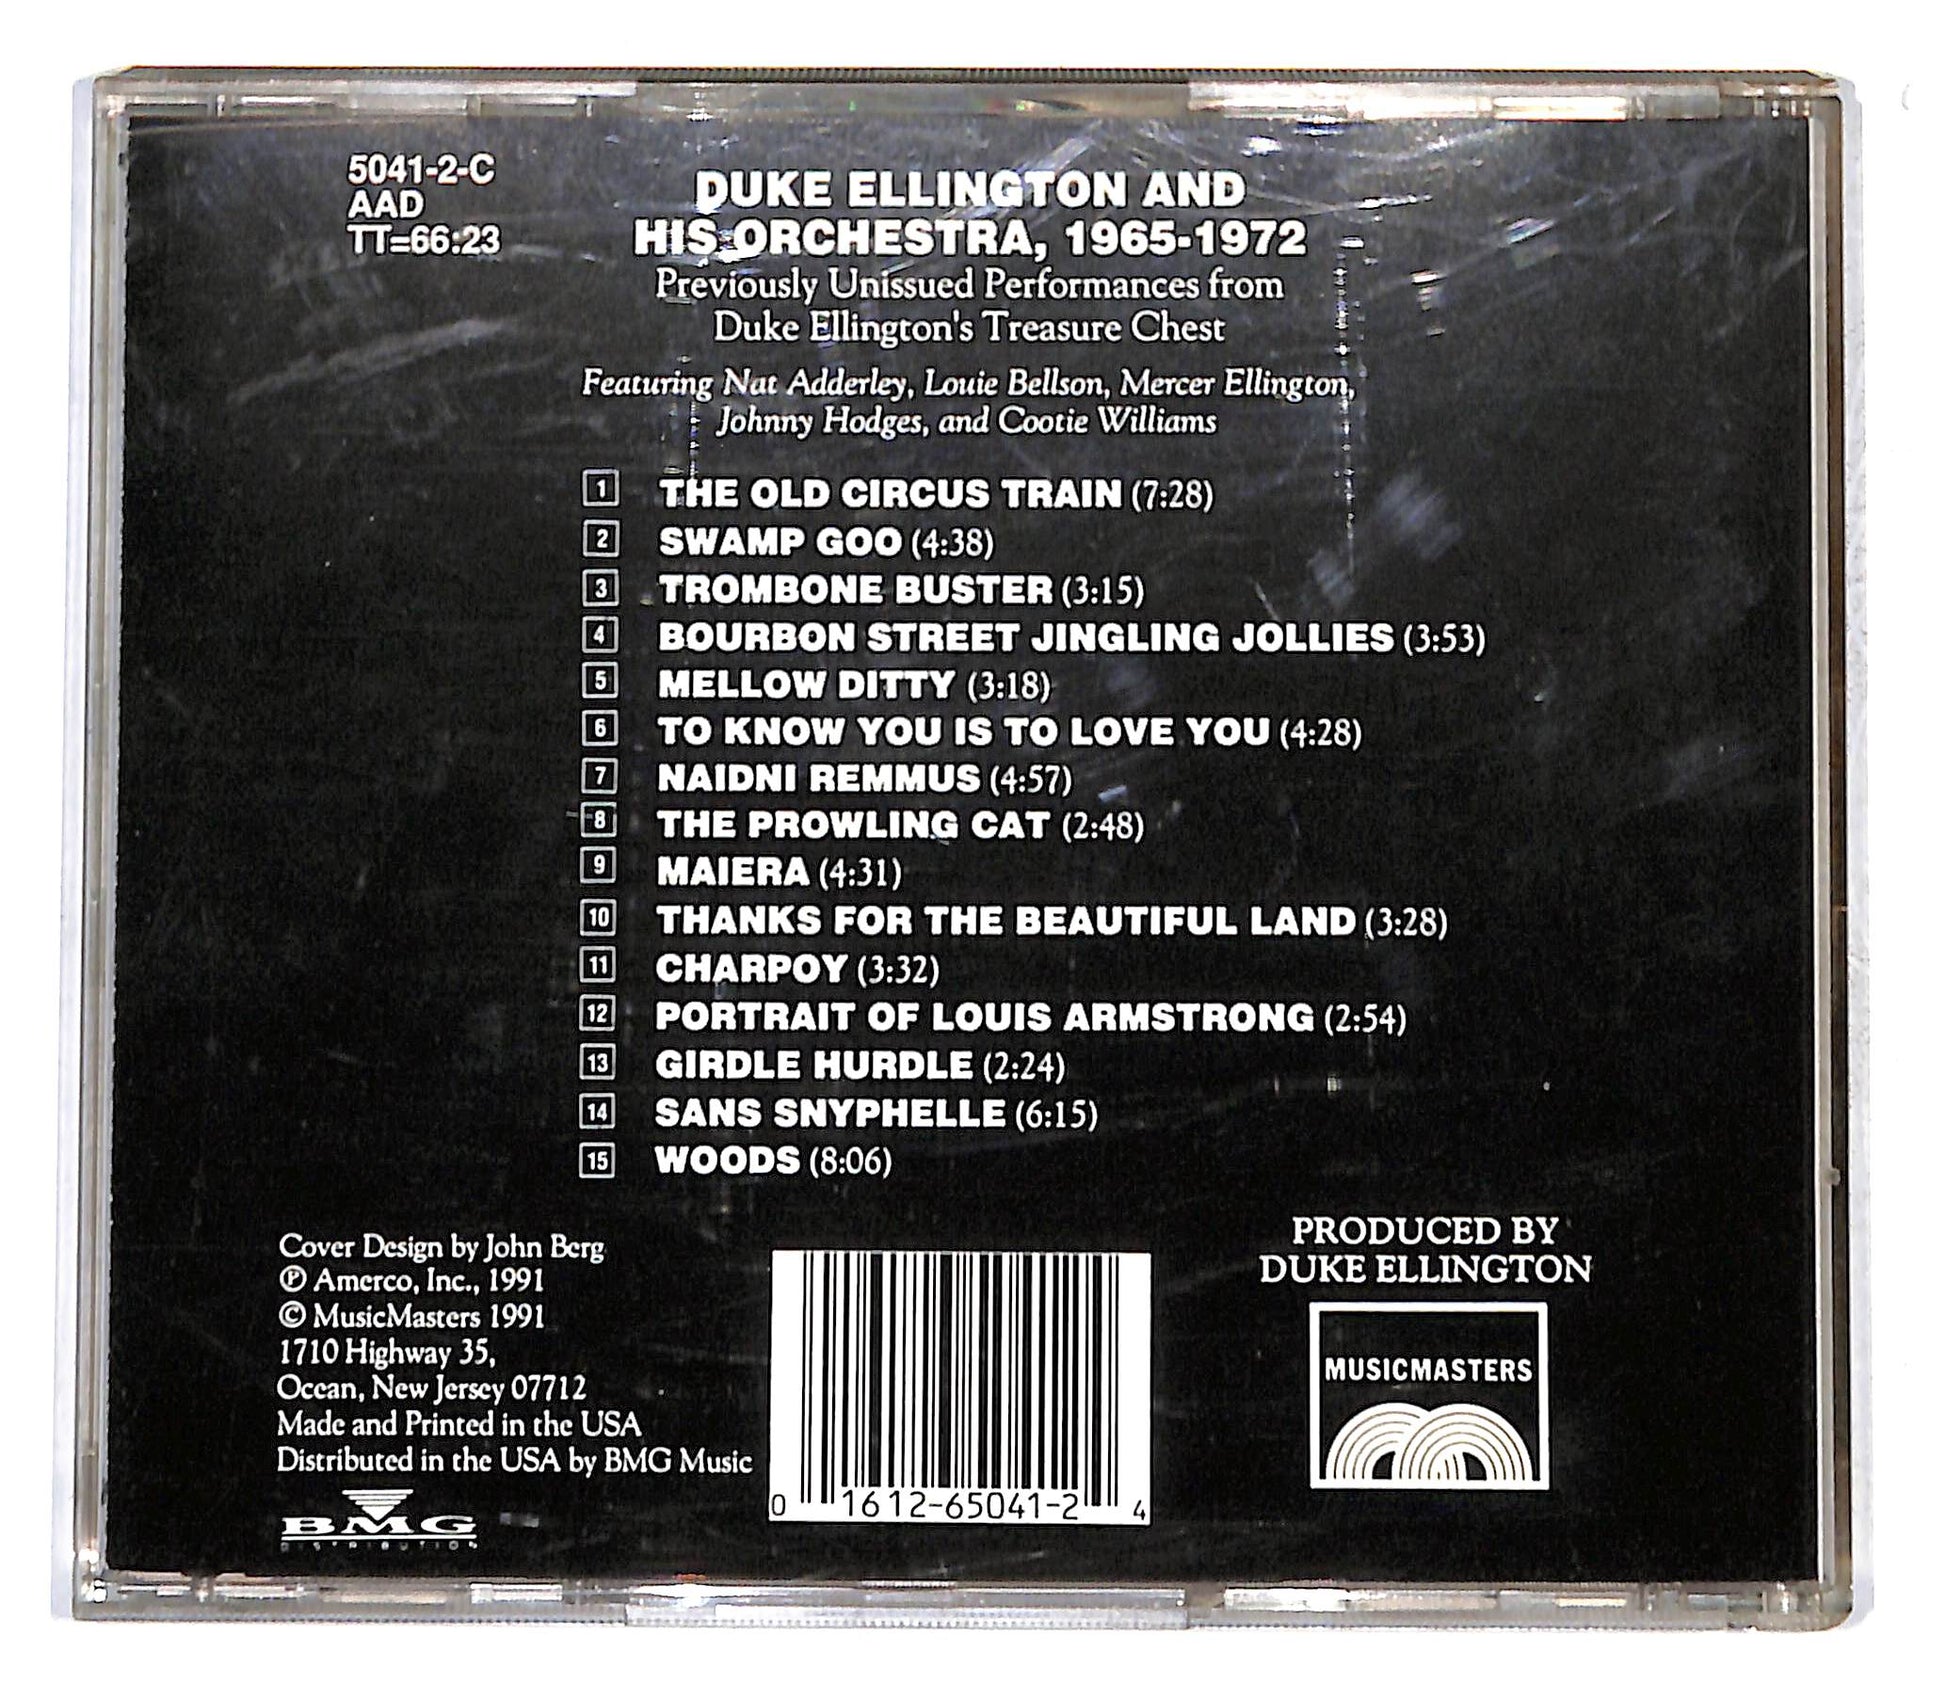 5041-2-C
AAD
TT=66:23
DUKE ELLINGTON AND
HIS ORCHESTRA, 1965-1972
Previously Unissued Performances from
Duke Ellington's Treasure Chest
Featuring Nat Adderley, Louie Bellson, Mercer Ellington,
Johnny Hodges, and Cootie Williams
1 THE OLD CIRCUS TRAIN (7:28)
2 SWAMP GOO (4:38)
3 TROMBONE BUSTER (3:15)
4 BOURBON STREET JINGLING JOLLIES (3:53)
5 MELLOW DITTY (3:18)
6 TO KNOW YOU IS TO LOVE YOU (4:28)
7 NAIDNI REMMUS (4:57)
8 THE PROWLING CAT (2:48)
9 MAIERA (4:31)
10 THANKS FOR THE BEAUTIFUL LAND (3:28)
11 CHARPOY (3:32)
12 PORTRAIT OF LOUIS ARMSTRONG (2:54)
13 GIRDLE HURDLE (2:24)
14 SANS SNYPHELLE (6:15)
15 WOODS (8:06)
Cover Design by John Berg
℗ Amerco, Inc., 1991
© MusicMasters 1991
1710 Highway 35,
Ocean, New Jersey 07712
Made and Printed in the USA
Distributed in the USA by BMG Music
BMG
DISTRIBUTION
0 1612-65041-2 4
PRODUCED BY
DUKE ELLINGTON
MUSICMASTERS